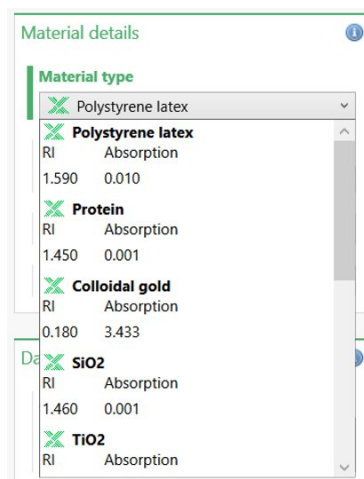 Material details
Material type
Polystyrene latex
Polystyrene latex
RI Absorption
1.590 0.010
Protein
RI Absorption
1.450 0.001
Colloidal gold
RI Absorption
0.180 3.433
Da
SiO2
RI Absorption
1.460 0.001
TiO2
RI Absorption